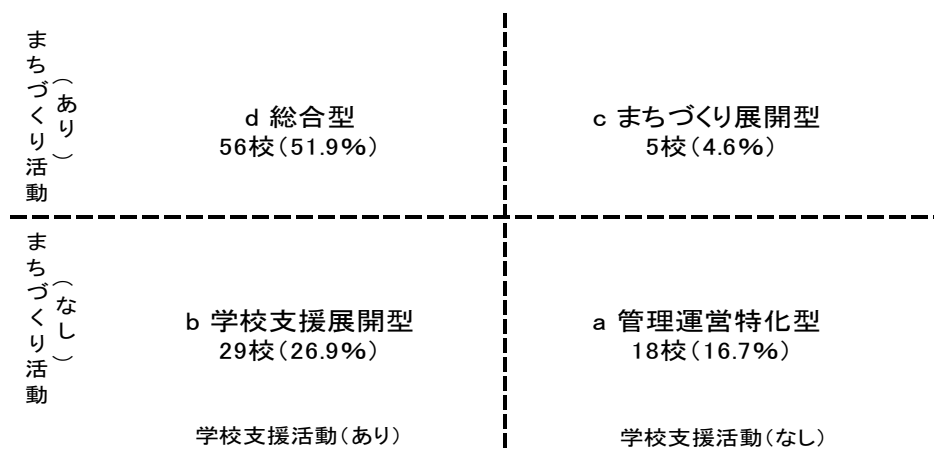 まちづくり活動
（あり）
d 総合型
56校（51.9%）
c まちづくり展開型
5校（4.6%）
まちづくり活動
（なし）
b 学校支援展開型
29校（26.9%）
a 管理運営特化型
18校（16.7%）
学校支援活動（あり）
学校支援活動（なし）